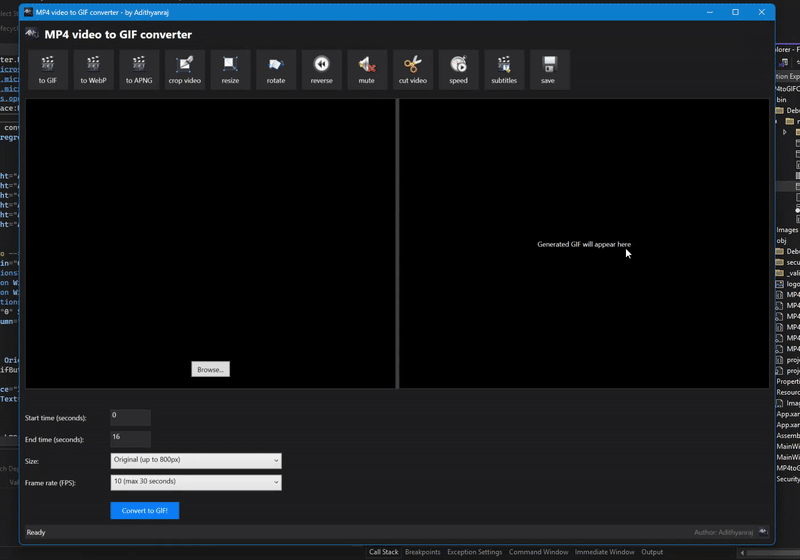 MP4 video to GIF converter - by Adithyanraj
MP4 video to GIF converter
to GIF
to WebP
to APNG
crop video
resize
rotate
reverse
mute
cut video
speed
subtitles
save
Generated GIF will appear here
Browse...
Start time (seconds):
0
End time (seconds):
16
Size:
Original (up to 800px)
Frame rate (FPS):
10 (max 30 seconds)
Convert to GIF!
Ready
Author: Adithyanraj
Call Stack
Breakpoints
Exception Settings
Command Window
Immediate Window
Output
bin
Images
obj